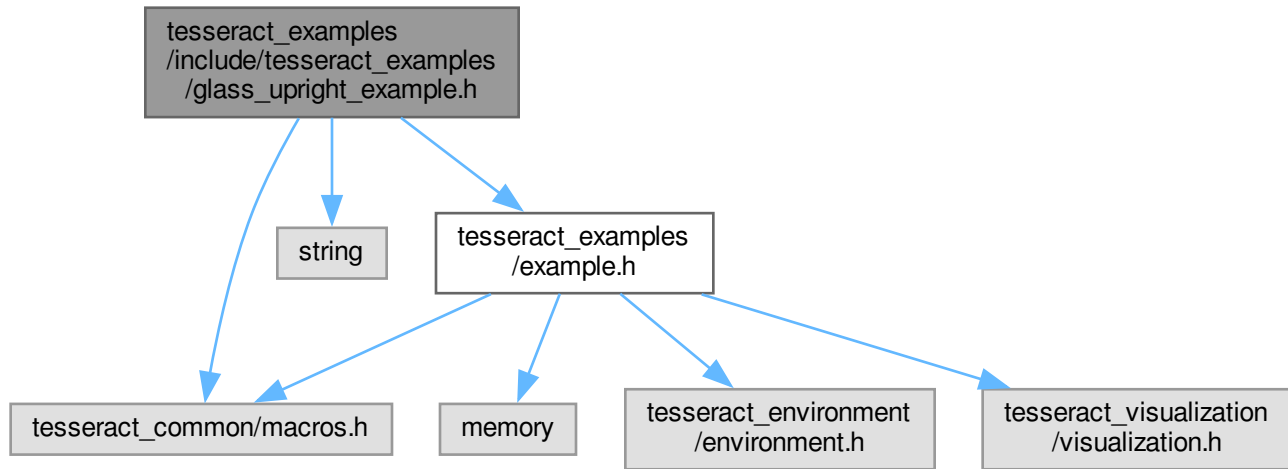 tesseract_examples
/include/tesseract_examples
/glass_upright_example.h
string
tesseract_examples
/example.h
tesseract_common/macros.h
memory
tesseract_environment
/environment.h
tesseract_visualization
/visualization.h